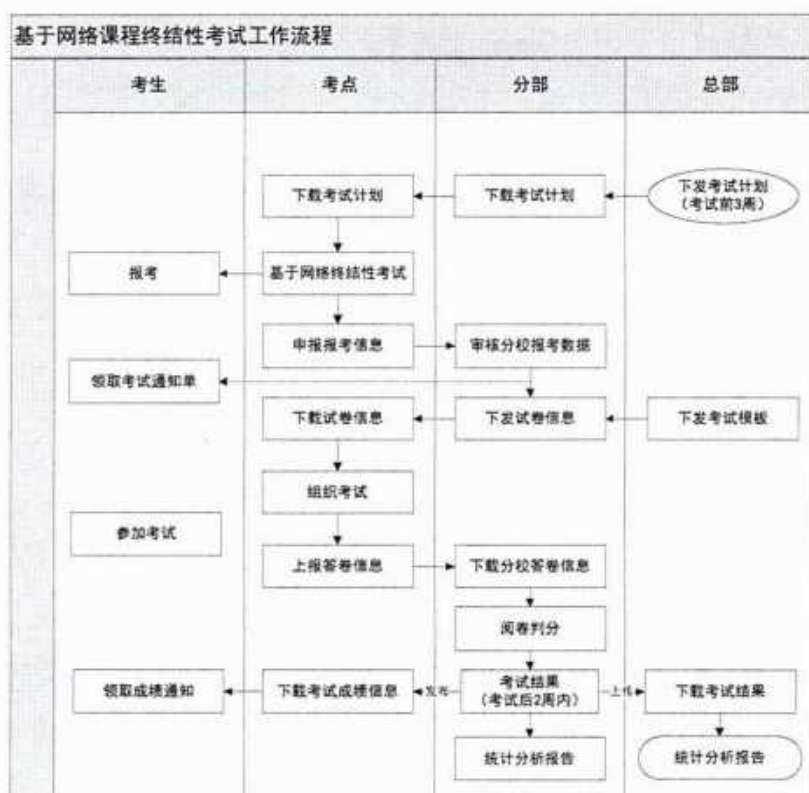 基于网络课程终结性考试工作流程
考生
考点
分部
总部
下载考试计划
下载考试计划
下发考试计划
（考试前3周）
报考
基于网络终结性考试
申报报考信息
审核分校报考数据
领取考试通知单
下载试卷信息
下发试卷信息
下发考试模板
组织考试
参加考试
上报答卷信息
下载分校答卷信息
阅卷判分
领取成绩通知
下载考试成绩信息
发布
考试结果
（考试后2周内）
上传
下载考试结果
统计分析报告
统计分析报告